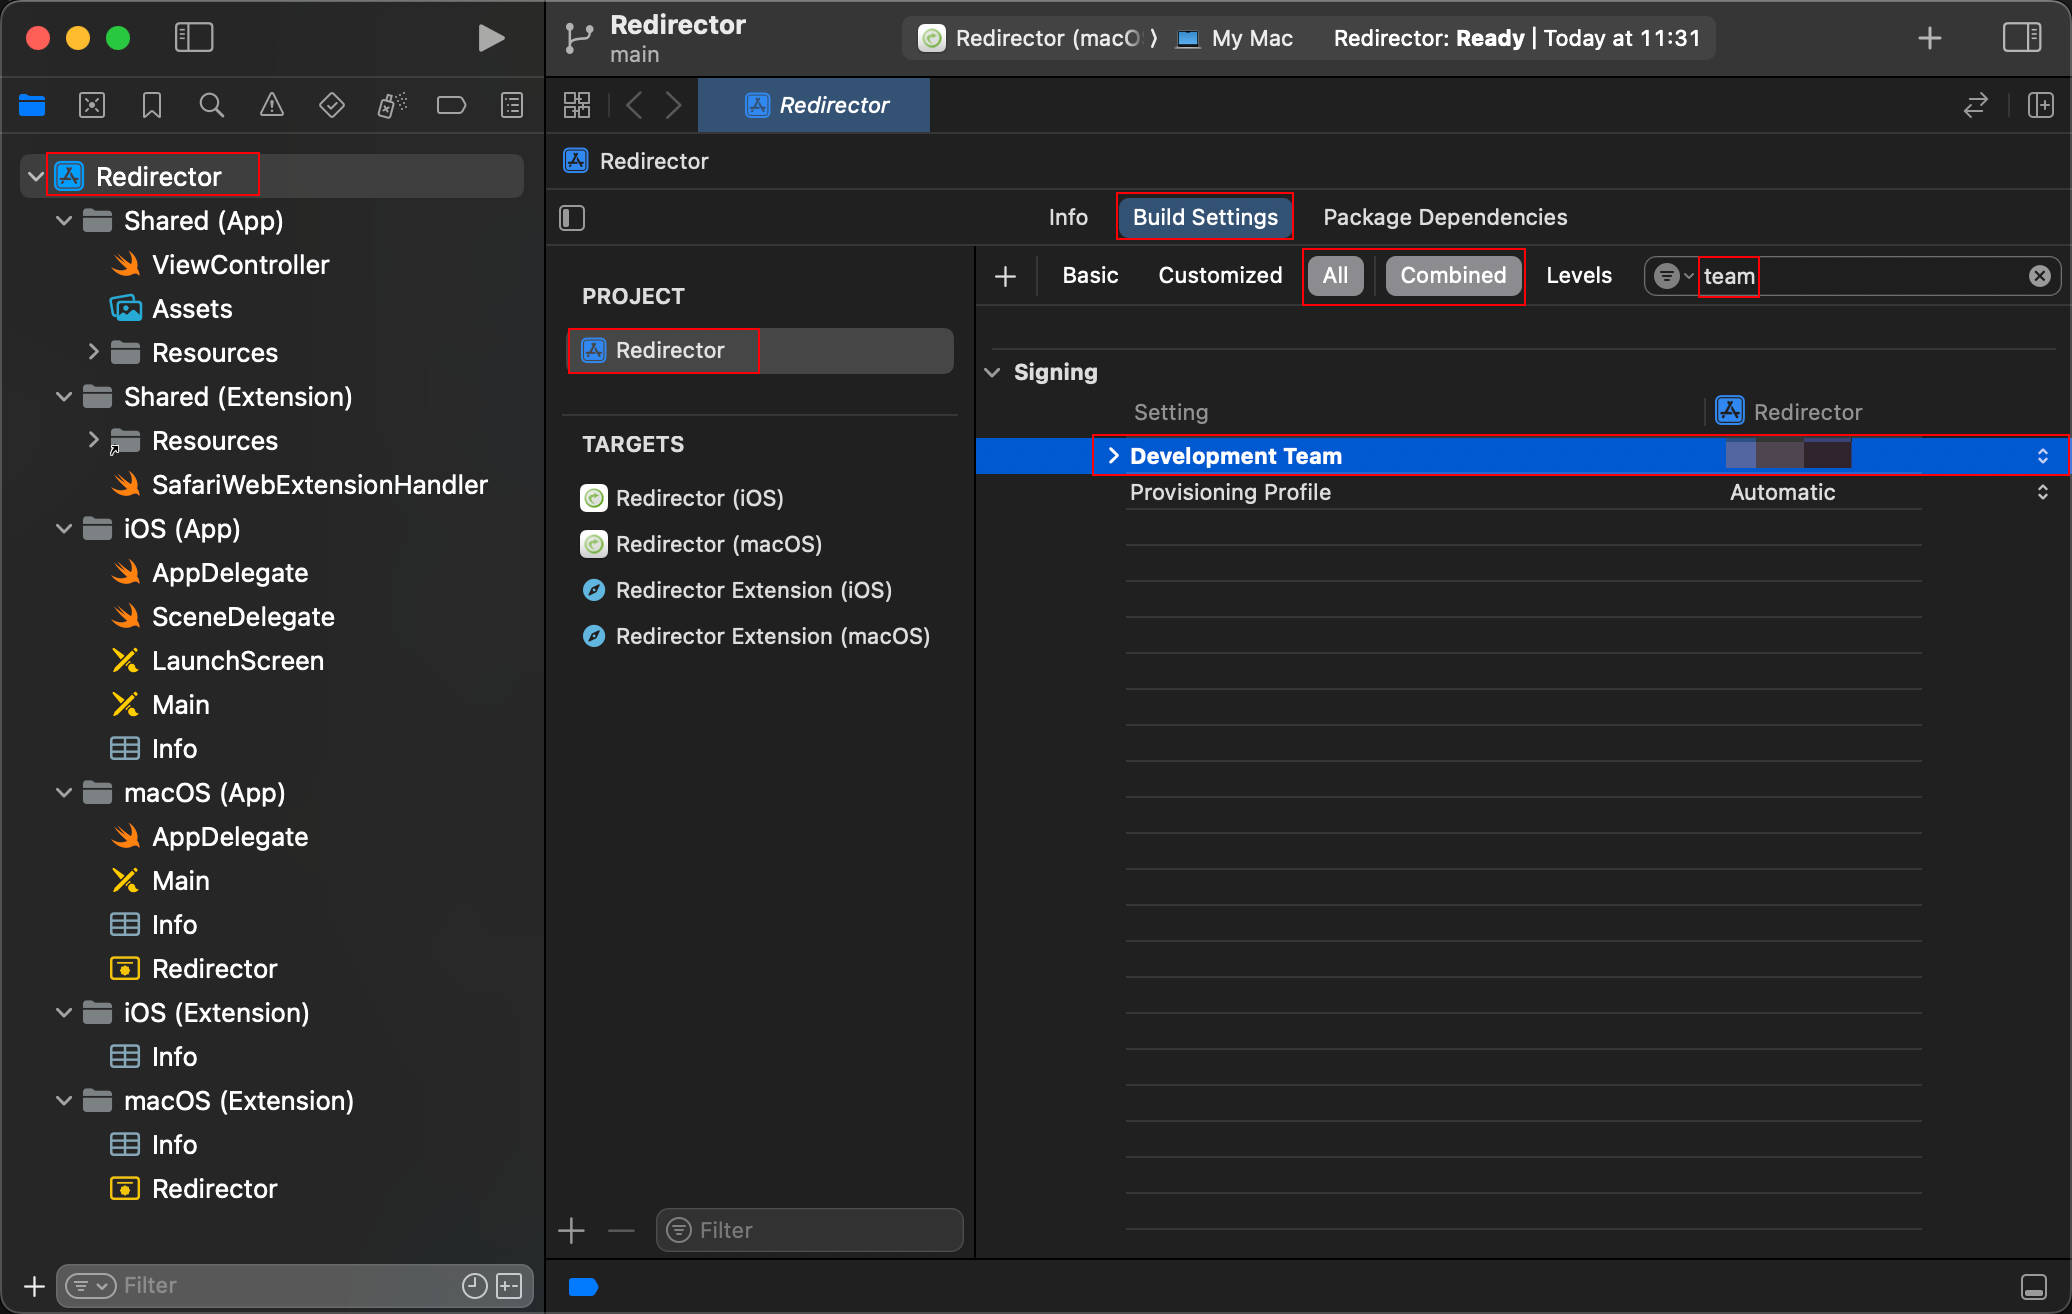 Redirector
main
Redirector (macO
My Mac
Redirector: Ready | Today at 11:31
Redirector
Redirector
Info
Build Settings
Package Dependencies
Basic
Customized
All
Combined
Levels
team
Redirector
Shared (App)
ViewController
Assets
Resources
Shared (Extension)
Resources
SafariWebExtensionHandler
iOS (App)
AppDelegate
SceneDelegate
LaunchScreen
Main
Info
macOS (App)
AppDelegate
Main
Info
Redirector
iOS (Extension)
Info
macOS (Extension)
Info
Redirector
Filter
PROJECT
Redirector
TARGETS
Redirector (iOS)
Redirector (macOS)
Redirector Extension (iOS)
Redirector Extension (macOS)
Filter
Signing
Setting
Redirector
Development Team
Provisioning Profile
Automatic